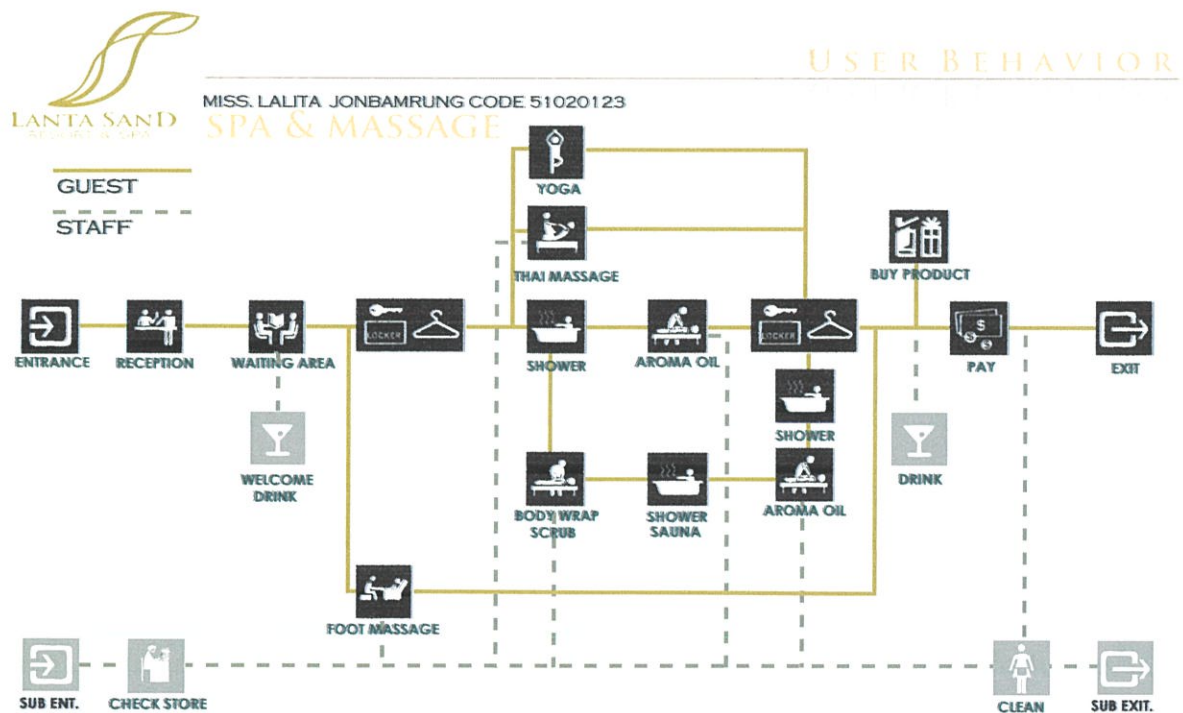 USER BEHAVIOR
MISS. LALITA JONBAMRUNG CODE 51020123
LANTA SAND
RESORT & SPA
SPA & MASSAGE
GUEST
STAFF
YOGA
THAI MASSAGE
BUY PRODUCT
LOCKER
LOCKER
ENTRANCE
RECEPTION
WAITING AREA
SHOWER
AROMA OIL
PAY
EXIT
SHOWER
WELCOME
DRINK
DRINK
BODY WRAP
SCRUB
SHOWER
SAUNA
AROMA OIL
FOOT MASSAGE
SUB ENT.
CHECK STORE
CLEAN
SUB EXIT.